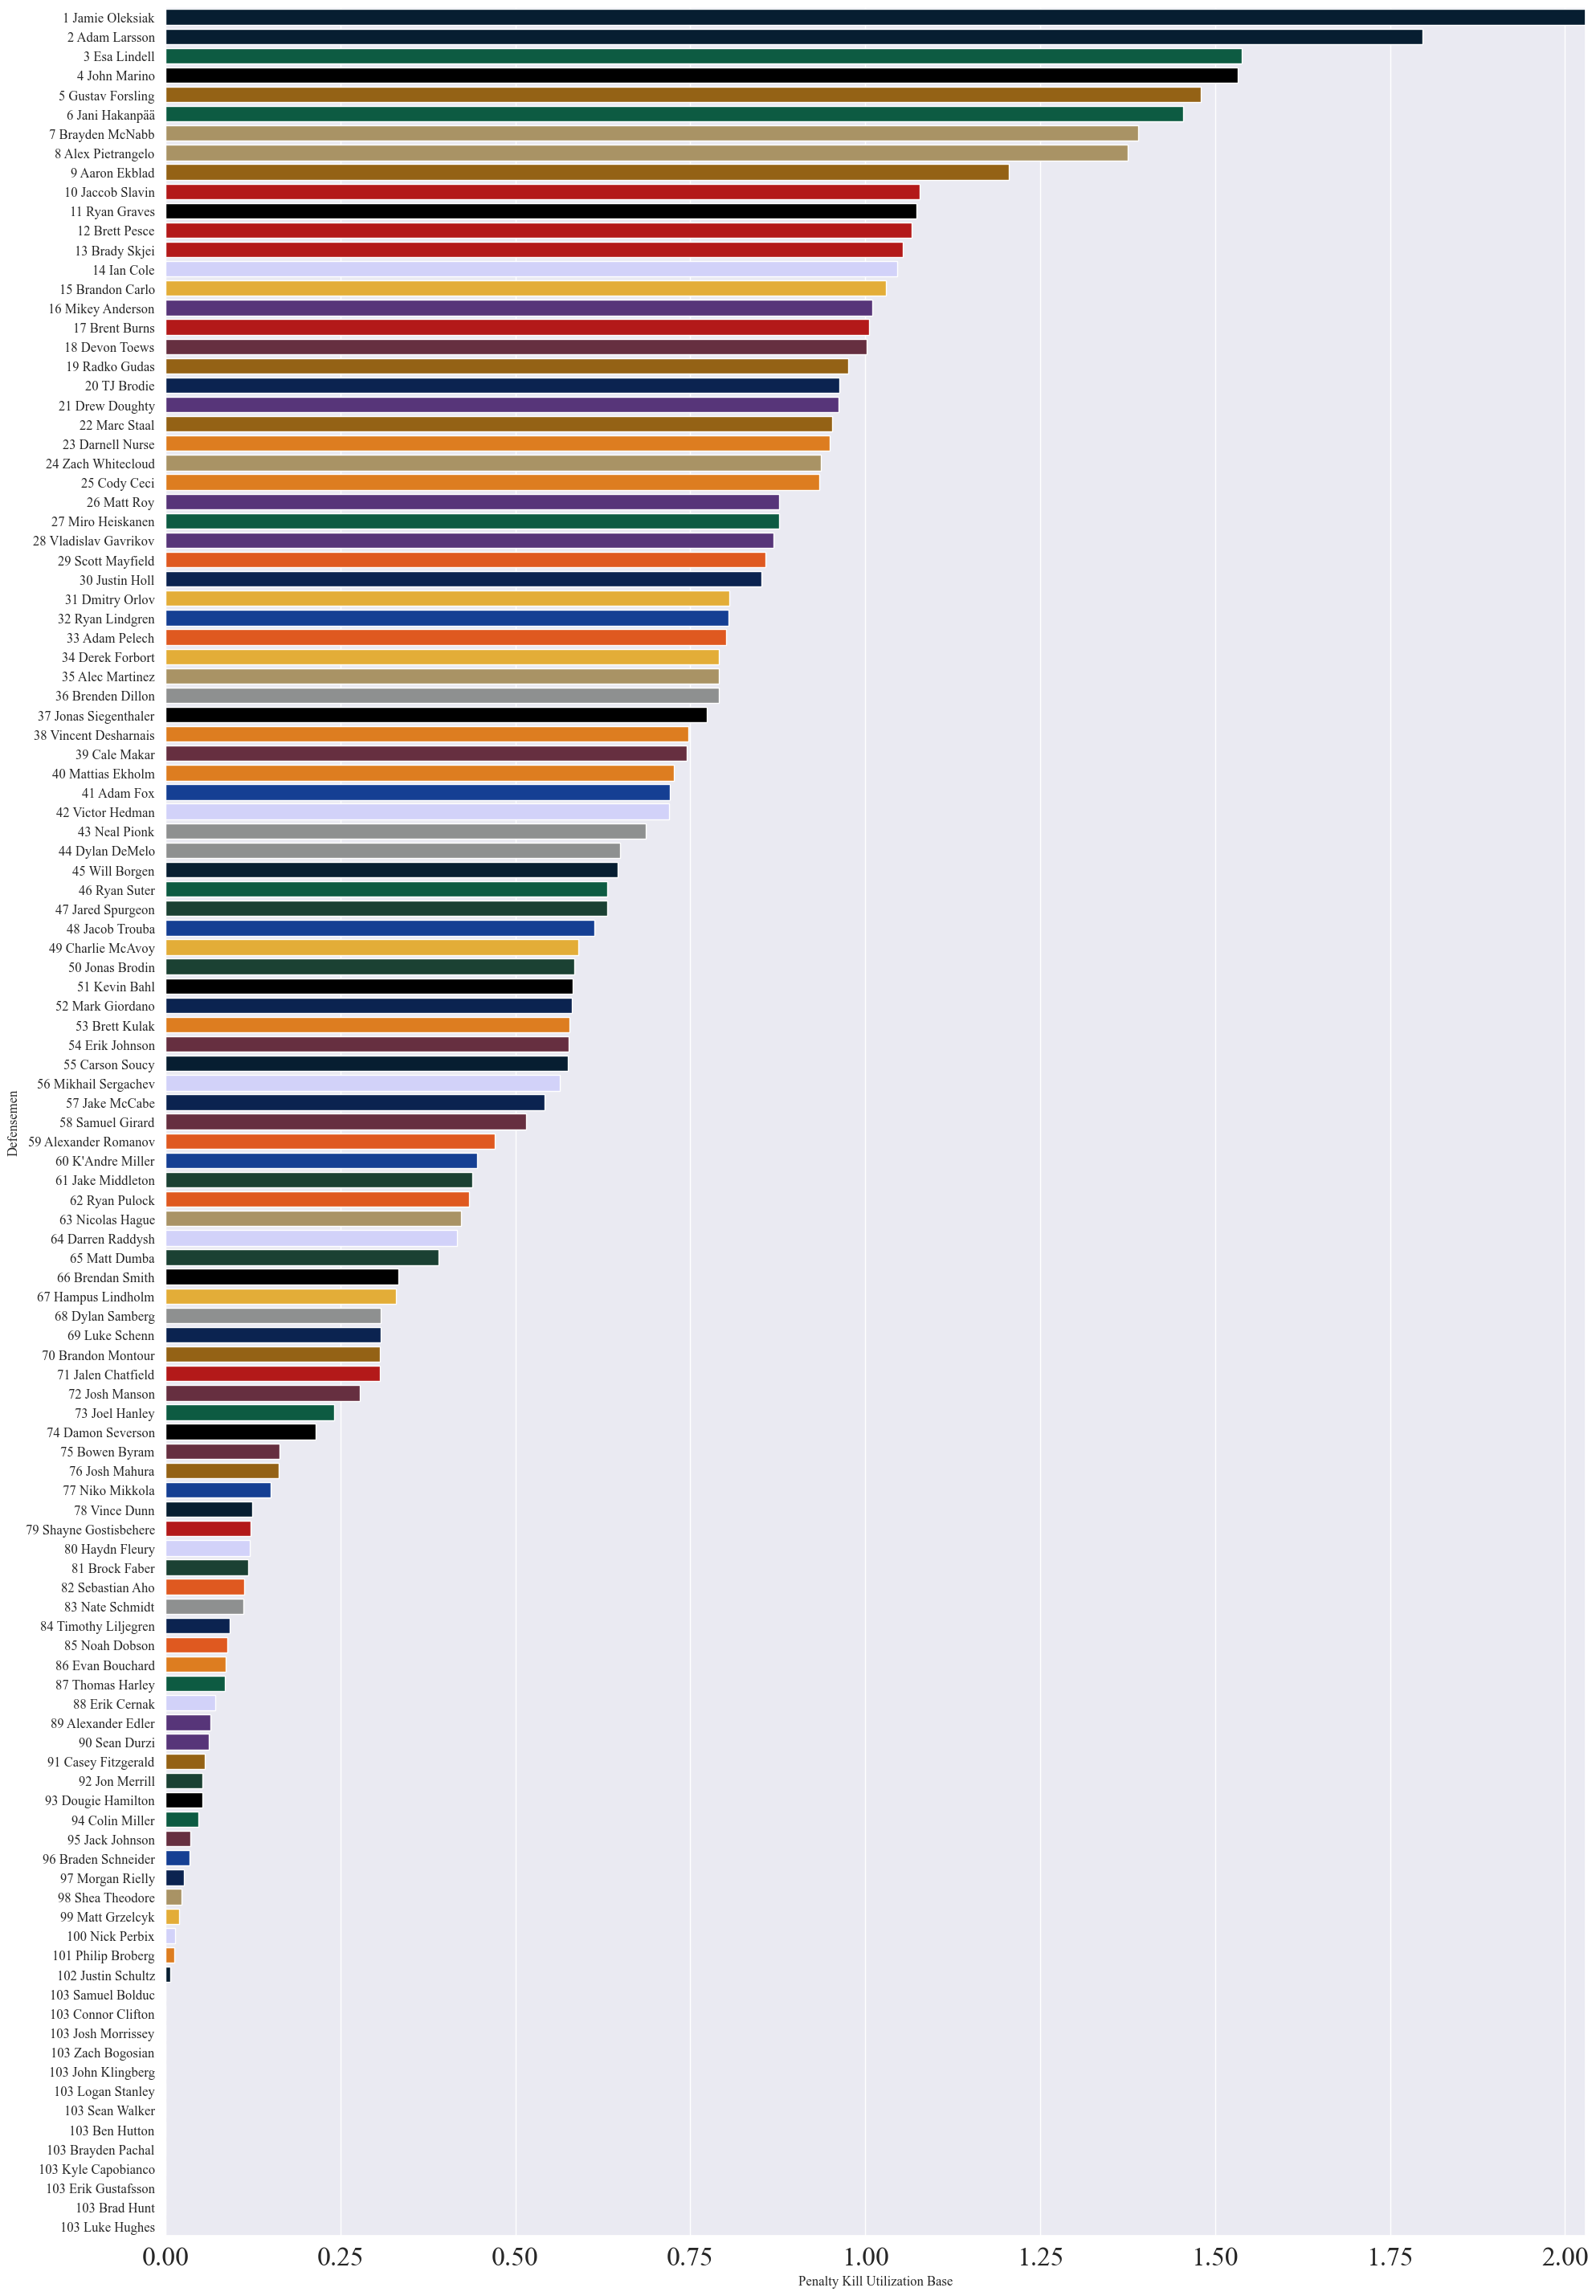 1 Jamie Oleksiak
2 Adam Larsson
3 Esa Lindell
4 John Marino
5 Gustav Forsling
6 Jani Hakanpää
7 Brayden McNabb
8 Alex Pietrangelo
9 Aaron Ekblad
10 Jaccob Slavin
11 Ryan Graves
12 Brett Pesce
13 Brady Skjei
14 Ian Cole
15 Brandon Carlo
16 Mikey Anderson
17 Brent Burns
18 Devon Toews
19 Radko Gudas
20 TJ Brodie
21 Drew Doughty
22 Marc Staal
23 Darnell Nurse
24 Zach Whitecloud
25 Cody Ceci
26 Matt Roy
27 Miro Heiskanen
28 Vladislav Gavrikov
29 Scott Mayfield
30 Justin Holl
31 Dmitry Orlov
32 Ryan Lindgren
33 Adam Pelech
34 Derek Forbort
35 Alec Martinez
36 Brenden Dillon
37 Jonas Siegenthaler
38 Vincent Desharnais
39 Cale Makar
40 Mattias Ekholm
41 Adam Fox
42 Victor Hedman
43 Neal Pionk
44 Dylan DeMelo
45 Will Borgen
46 Ryan Suter
47 Jared Spurgeon
48 Jacob Trouba
49 Charlie McAvoy
50 Jonas Brodin
51 Kevin Bahl
52 Mark Giordano
53 Brett Kulak
54 Erik Johnson
55 Carson Soucy
56 Mikhail Sergachev
57 Jake McCabe
58 Samuel Girard
59 Alexander Romanov
60 K'Andre Miller
61 Jake Middleton
62 Ryan Pulock
63 Nicolas Hague
64 Darren Raddysh
65 Matt Dumba
66 Brendan Smith
67 Hampus Lindholm
68 Dylan Samberg
69 Luke Schenn
70 Brandon Montour
71 Jalen Chatfield
72 Josh Manson
73 Joel Hanley
74 Damon Severson
75 Bowen Byram
76 Josh Mahura
77 Niko Mikkola
78 Vince Dunn
79 Shayne Gostisbehere
80 Haydn Fleury
81 Brock Faber
82 Sebastian Aho
83 Nate Schmidt
84 Timothy Liljegren
85 Noah Dobson
86 Evan Bouchard
87 Thomas Harley
88 Erik Cernak
89 Alexander Edler
90 Sean Durzi
91 Casey Fitzgerald
92 Jon Merrill
93 Dougie Hamilton
94 Colin Miller
95 Jack Johnson
96 Braden Schneider
97 Morgan Rielly
98 Shea Theodore
99 Matt Grzelcyk
100 Nick Perbix
101 Philip Broberg
102 Justin Schultz
103 Samuel Bolduc
103 Connor Clifton
103 Josh Morrissey
103 Zach Bogosian
103 John Klingberg
103 Logan Stanley
103 Sean Walker
103 Ben Hutton
103 Brayden Pachal
103 Kyle Capobianco
103 Erik Gustafsson
103 Brad Hunt
103 Luke Hughes
Defensemen
0.00 0.25 0.50 0.75 1.00 1.25 1.50 1.75 2.00
Penalty Kill Utilization Base